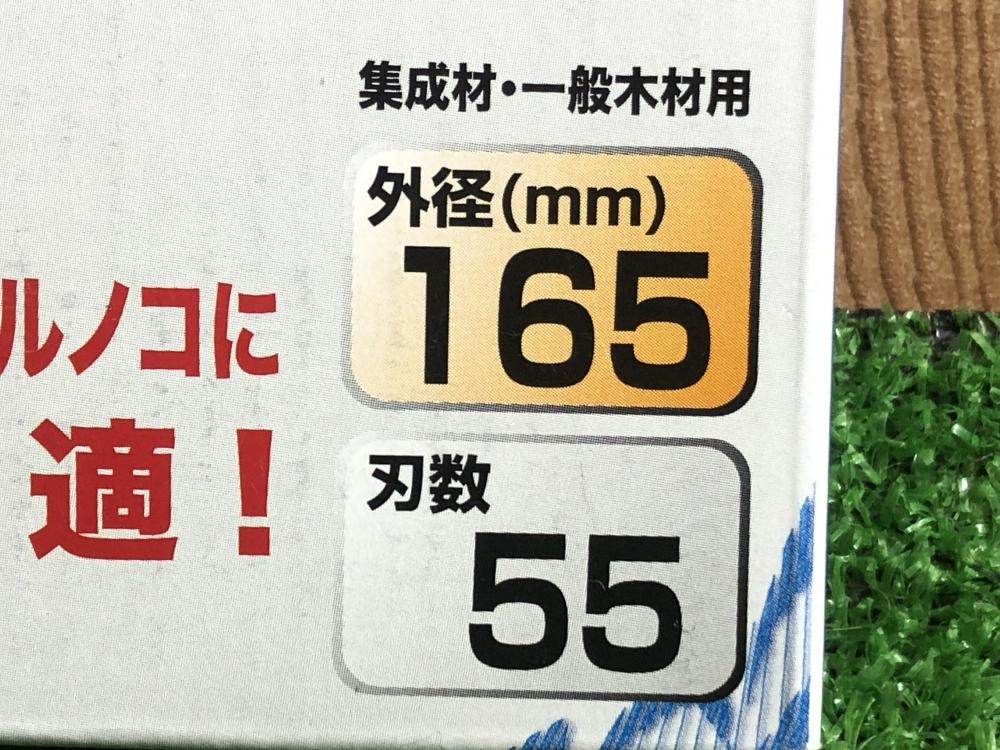 集成材・一般木材用
外径(mm)
165
ルノコに
適！
刃数
55